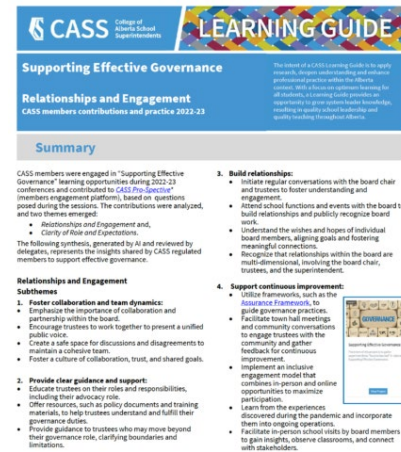 CASS College of
Alberta School
Superintendents
LEARNING GUIDE
Supporting Effective Governance
Relationships and Engagement
CASS members contributions and practice 2022-23
The intent of a CASS Learning Guide is to apply
research, deepen understanding and enhance
professional practice within the Alberta
context. With a focus on optimum learning for
all students, a Learning Guide provides an
opportunity to grow system leader knowledge,
resulting in quality school leadership and
quality teaching throughout Alberta.
Summary
CASS members were engaged in "Supporting Effective
Governance" learning opportunities during 2022-23
conferences and contributed to CASS Pro-Spective*
(members engagement platform), based on questions
posed during the sessions. The contributions were analyzed,
and two themes emerged:
• Relationships and Engagement and,
• Clarity of Role and Expectations.
The following synthesis, generated by AI and reviewed by
delegates, represents the insights shared by CASS regulated
members to support effective governance.
Relationships and Engagement
Subthemes
1. Foster collaboration and team dynamics:
• Emphasize the importance of collaboration and
partnership within the board.
• Encourage trustees to work together to present a unified
public voice.
• Create a safe space for discussions and disagreements to
maintain a cohesive team.
• Foster a culture of collaboration, trust, and shared goals.
2. Provide clear guidance and support:
• Educate trustees on their roles and responsibilities,
including their advocacy role.
• Offer resources, such as policy documents and training
materials, to help trustees understand and fulfill their
governance duties.
• Provide guidance to trustees who may move beyond
their governance role, clarifying boundaries and
limitations.
3. Build relationships:
• Initiate regular conversations with the board chair
and trustees to foster understanding and
engagement.
• Attend school functions and events with the board to
build relationships and publicly recognize board
work.
• Understand the wishes and hopes of individual
board members, aligning goals and fostering
meaningful connections.
• Recognize that relationships within the board are
multi-dimensional, involving the board chair,
trustees, and the superintendent.
4. Support continuous improvement:
• Utilize frameworks, such as the
Assurance Framework, to
guide governance practices.
• Facilitate town hall meetings
and community conversations
to engage trustees with the
community and gather
feedback for continuous
improvement.
• Implement an inclusive
engagement model that
combines in-person and online
opportunities to maximize
participation.
• Learn from the experiences
discovered during the pandemic and incorporate
them into ongoing operations.
• Facilitate in-person school visits by board members
to gain insights, observe classrooms, and connect
with stakeholders.
GOVERNANCE
Supporting Effective Governance